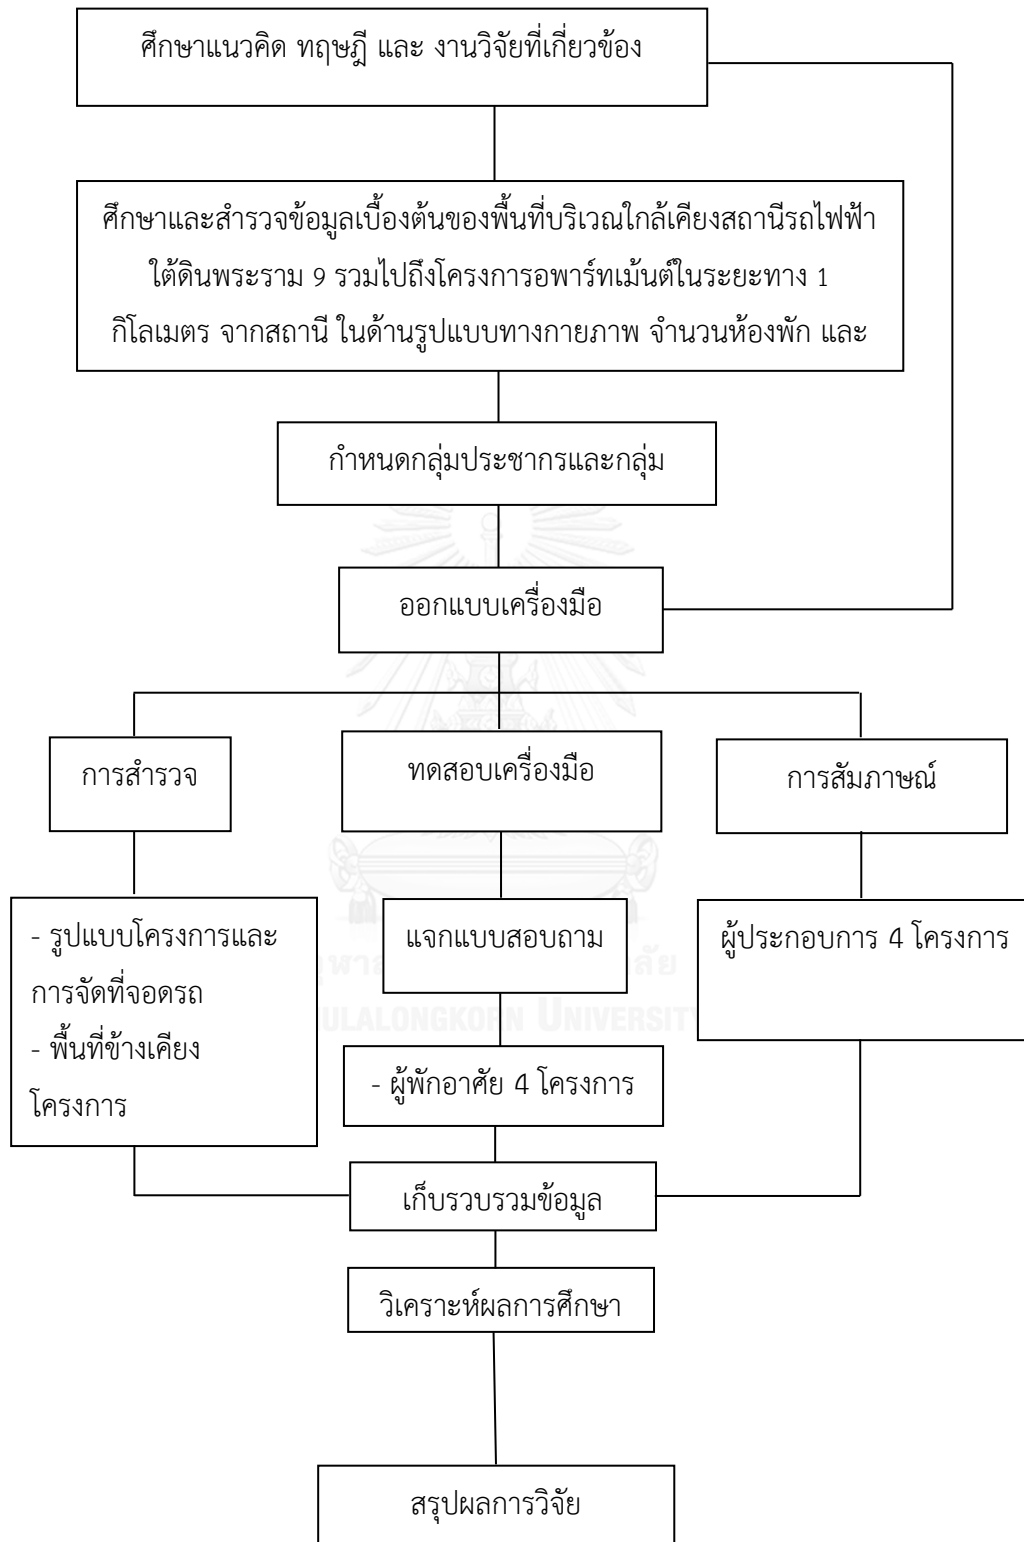 ศึกษาแนวคิด ทฤษฎี และ งานวิจัยที่เกี่ยวข้อง
ศึกษาและสำรวจข้อมูลเบื้องต้นของพื้นที่บริเวณใกล้เคียงสถานีรถไฟฟ้า
ใต้ดินพระราม 9 รวมไปถึงโครงการอพาร์ทเม้นต์ในระยะทาง 1
กิโลเมตร จากสถานี ในด้านรูปแบบทางกายภาพ จำนวนห้องพัก และ
กำหนดกลุ่มประชากรและกลุ่ม
ออกแบบเครื่องมือ
การสำรวจ
ทดสอบเครื่องมือ
การสัมภาษณ์
- รูปแบบโครงการและ
การจัดที่จอดรถ
- พื้นที่ข้างเคียง
โครงการ
แจกแบบสอบถาม
ผู้ประกอบการ 4 โครงการ
- ผู้พักอาศัย 4 โครงการ
เก็บรวบรวมข้อมูล
วิเคราะห์ผลการศึกษา
สรุปผลการวิจัย